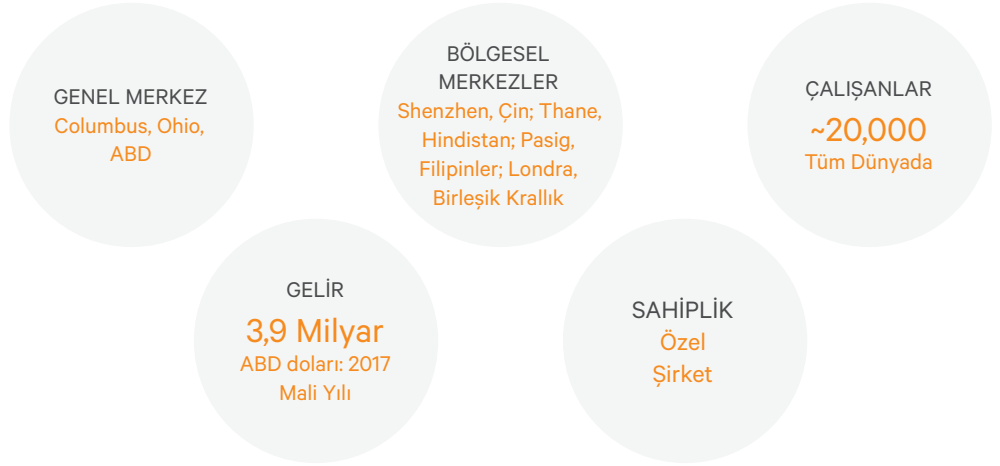 GENEL MERKEZ
Columbus, Ohio,
ABD
BÖLGESEL
MERKEZLER
Shenzhen, Çin; Thane,
Hindistan; Pasig,
Filipinler; Londra,
Birleşik Krallık
ÇALIŞANLAR
~20,000
Tüm Dünyada
GELİR
3,9 Milyar
ABD doları: 2017
Mali Yılı
SAHİPLİK
Özel
Şirket